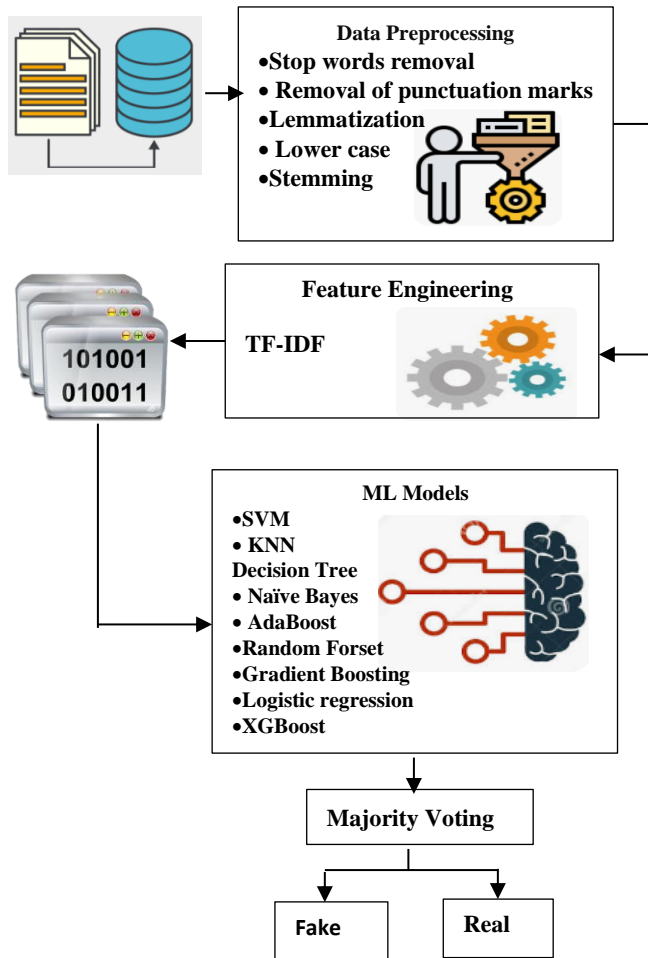 Data Preprocessing
•Stop words removal
• Removal of punctuation marks
•Lemmatization
• Lower case
•Stemming
Feature Engineering
TF-IDF
101001
010011
ML Models
•SVM
• KNN
Decision Tree
• Naïve Bayes
• AdaBoost
•Random Forset
•Gradient Boosting
•Logistic regression
•XGBoost
Majority Voting
Fake
Real